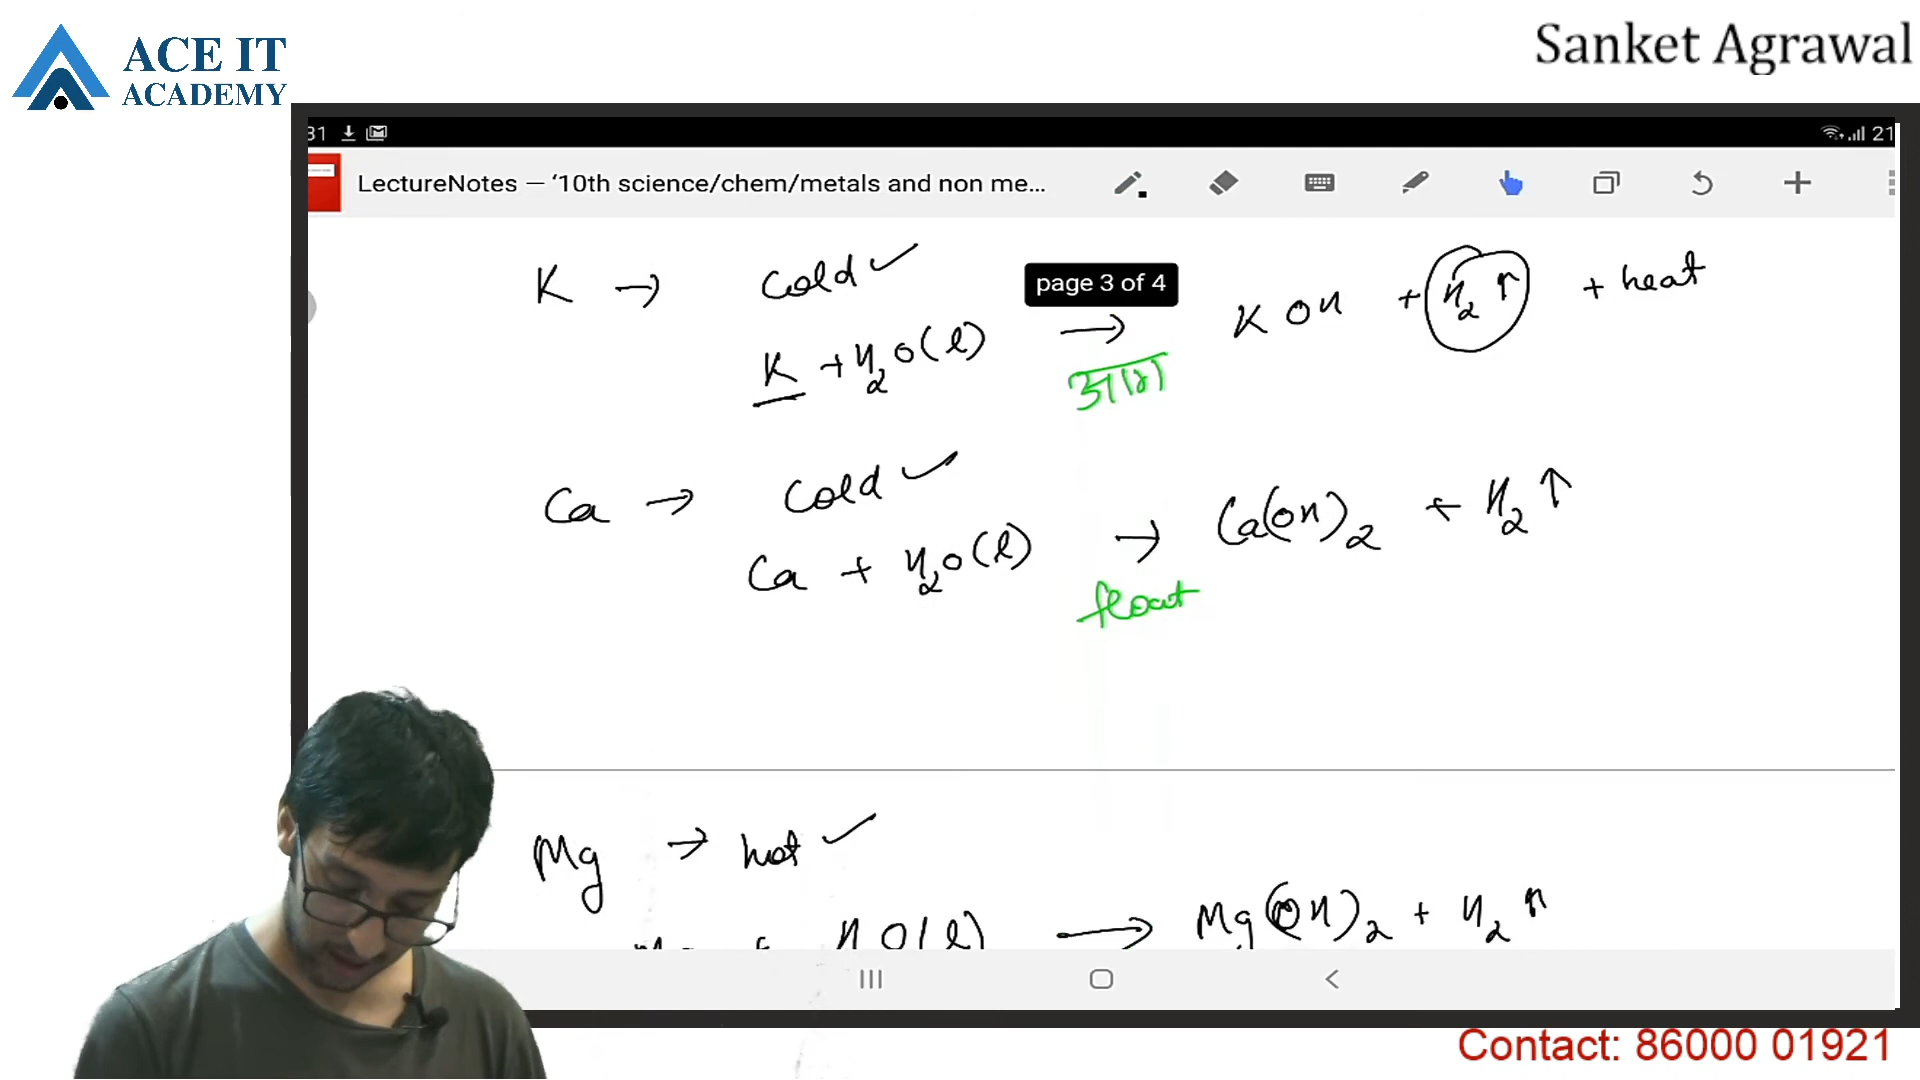 ACE IT
ACADEMY
Sanket Agrawal
31
21
LectureNotes — ‘10th science/chem/metals and non me...
K → Cold ✓
page 3 of 4
K + H2O(l) → KOH + H2 ↑ + heat
आग
Ca → Cold ✓
Ca + H2O(l) → Ca(OH)2 + H2 ↑
float
Mg → hot ✓
H O(l) → Mg(OH)2 + H2 ↑
Contact: 86000 01921